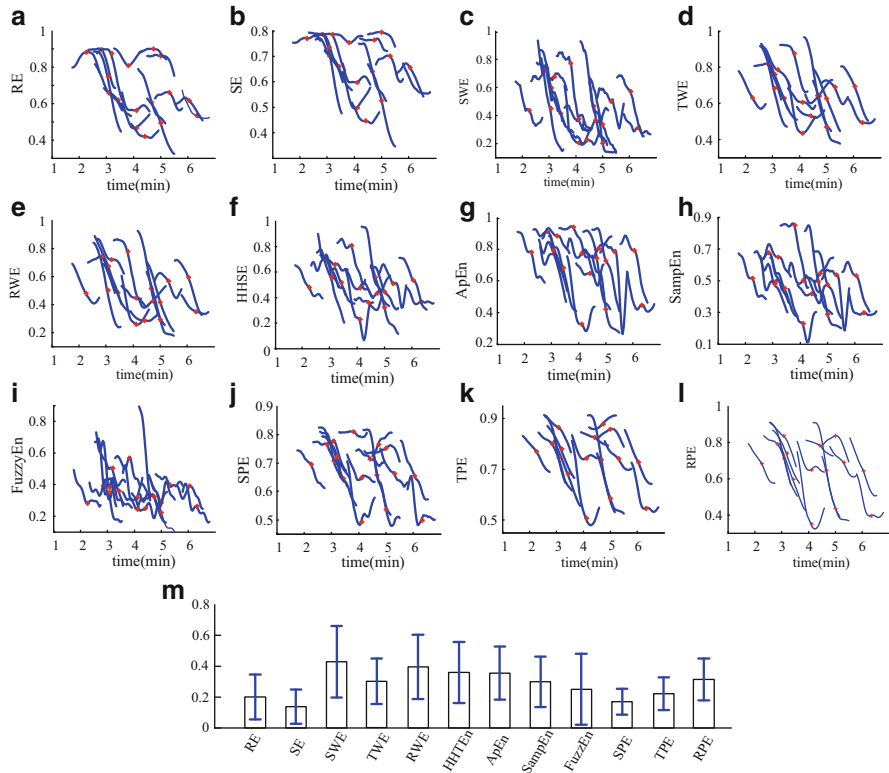 a
1
0.8
0.6
0.4
RE
1 2 3 4 5 6
time(min)
b
0.8
0.7
0.6
0.5
0.4
SE
1 2 3 4 5 6
time(min)
c
1
0.8
0.6
0.4
0.2
SWE
1 2 3 4 5 6
time(min)
d
1
0.8
0.6
0.4
TWE
1 2 3 4 5 6
time(min)
e
1
0.8
0.6
0.4
0.2
RWE
1 2 3 4 5 6
time(min)
f
1
0.8
0.6
0.4
0.2
0
HHSE
1 2 3 4 5 6
time(min)
g
1
0.8
0.6
0.4
0.2
ApEn
1 2 3 4 5 6
time(min)
h
0.9
0.7
0.5
0.3
0.1
SampEn
1 2 3 4 5 6
time(min)
i
0.8
0.6
0.4
0.2
FuzzyEn
1 2 3 4 5 6
time(min)
j
0.9
0.8
0.7
0.6
0.5
SPE
1 2 3 4 5 6
time(min)
k
0.9
0.7
0.5
TPE
1 2 3 4 5 6
time(min)
l
1
0.8
0.6
0.4
RPE
1 2 3 4 5 6
time(min)
m
0.8
0.6
0.4
0.2
0
RE SE SWE TWE RWE HHTEn ApEn SampEn FuzzEn SPE TPE RPE